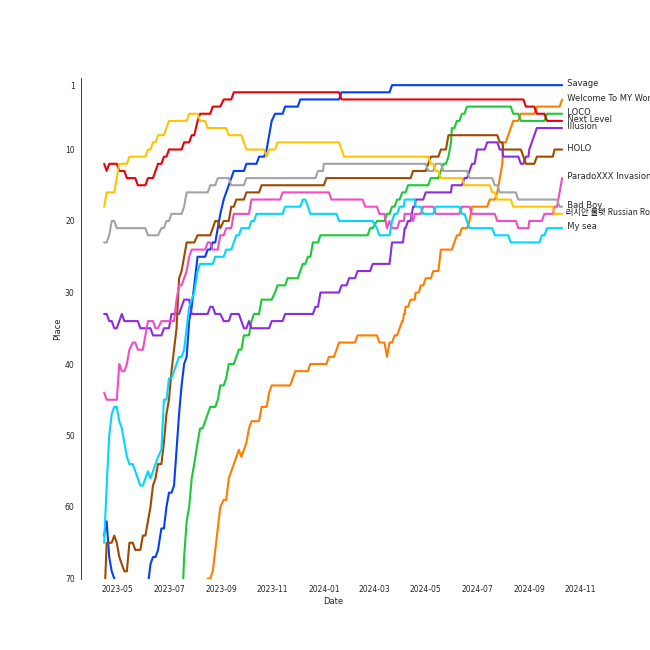 1
10
20
30
40
50
60
70
Place
2023-05
2023-07
2023-09
2023-11
2024-01
2024-03
2024-05
2024-07
2024-09
2024-11
Date
Savage
Welcome To MY Wor
LOCO
Next Level
Illusion
HOLO
ParadoXXX Invasion
Bad Boy
러시안 룰렛 Russian Ro
My sea